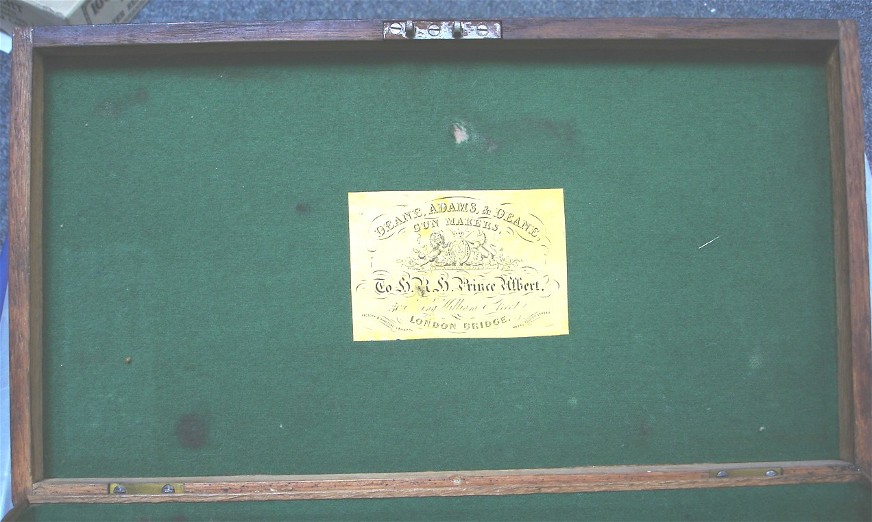 DEANE, ADAMS, & DEANE,
GUN MAKERS,
To H.R.H. Prince Albert.
30 King William Street
LONDON BRIDGE.